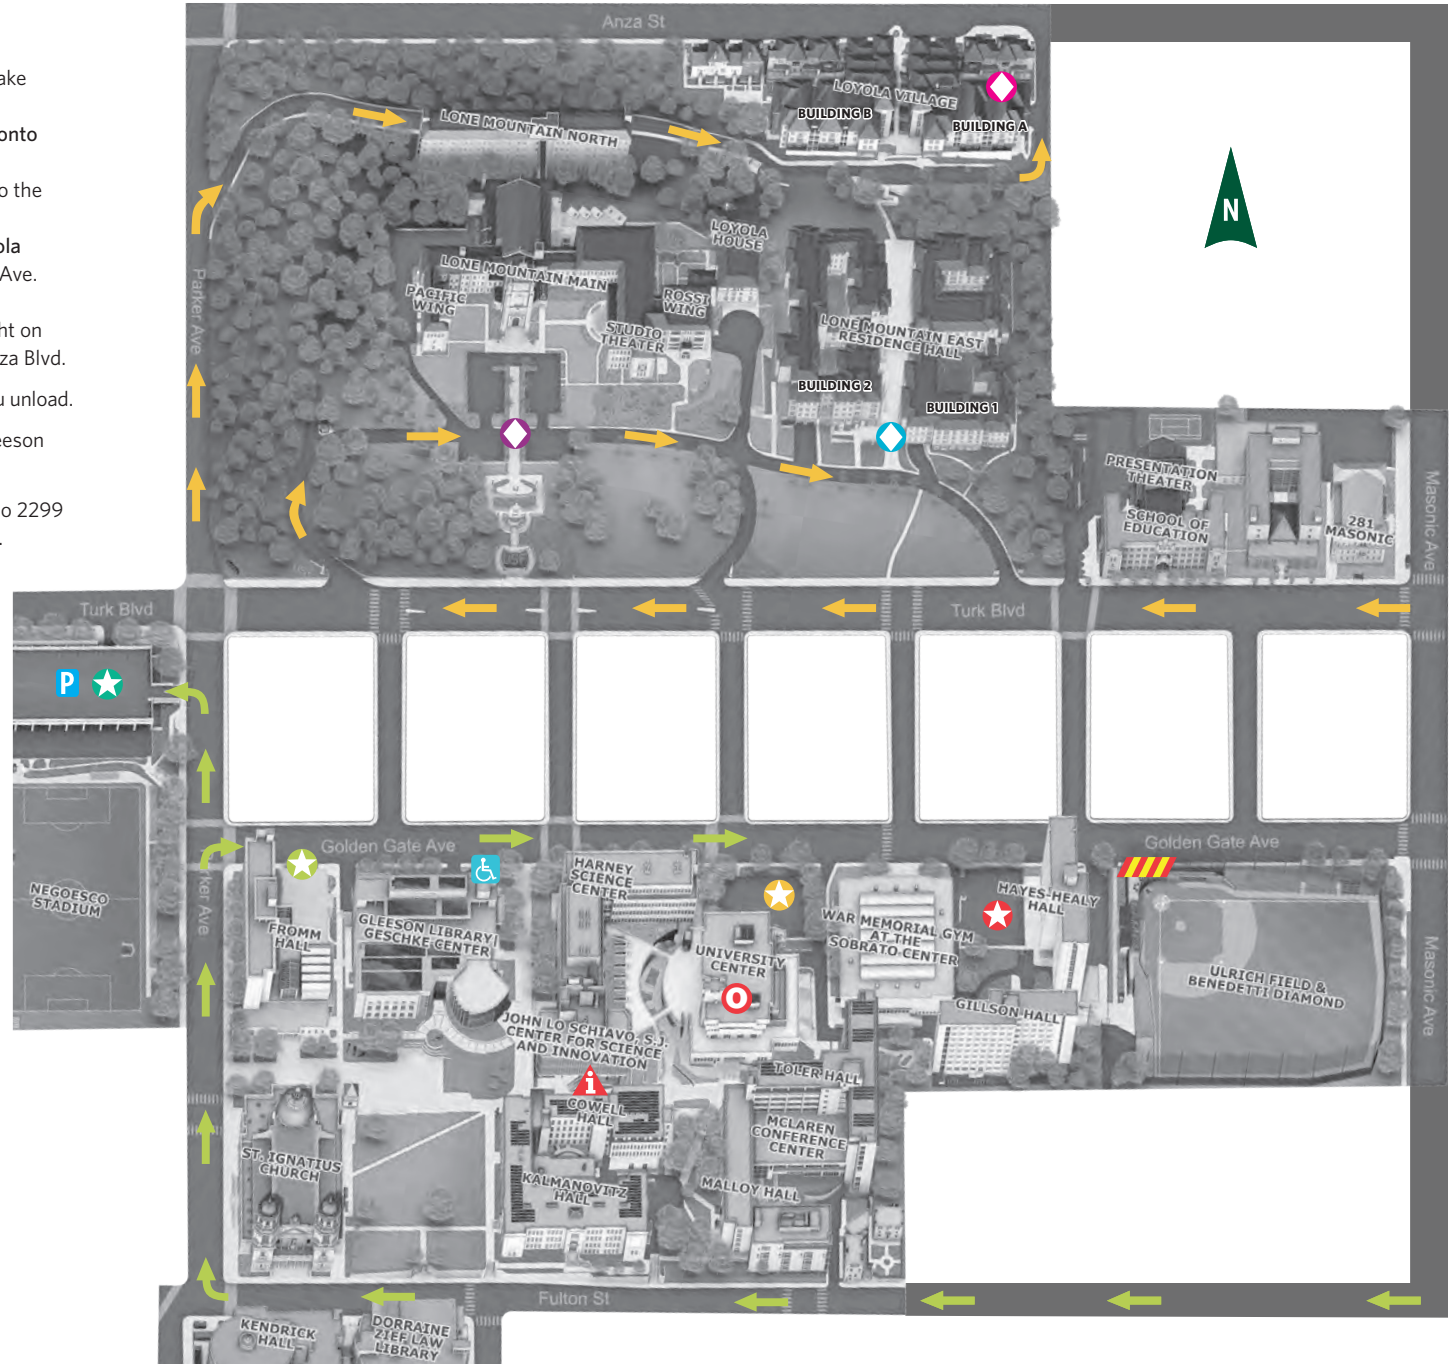 ake
onto
o the
ola
Ave.
ht on
za Blvd.
u unload.
eeson
o 2299
.
Anza St
LOYOLA VILLAGE
BUILDING B
BUILDING A
LONE MOUNTAIN NORTH
N
LOYOLA
HOUSE
LONE MOUNTAIN MAIN
PACIFIC
WING
ROSSI
WING
STUDIO
THEATER
LONE MOUNTAIN EAST
RESIDENCE HALL
BUILDING 2
BUILDING 1
Parker Ave
PRESENTATION
THEATER
SCHOOL OF
EDUCATION
281
MASONIC
Masonic Ave
Turk Blvd
Turk Blvd
P
Golden Gate Ave
Golden Gate Ave
NEGOESCO
STADIUM
ker Ave
FROMM
HALL
GLEESON LIBRARY|
GESCHKE CENTER
HARNEY
SCIENCE
CENTER
UNIVERSITY
CENTER
WAR MEMORIAL GYM
AT THE
SOBRATO CENTER
HAYES-HEALY
HALL
GILLSON HALL
ULRICH FIELD &
BENEDETTI DIAMOND
Masonic Ave
JOHN LO SCHIAVO, S.J.
CENTER FOR SCIENCE
AND INNOVATION
i
COWELL
HALL
TOLER HALL
MCLAREN
CONFERENCE
CENTER
MALLOY HALL
KALMANOVITZ
HALL
ST. IGNATIUS
CHURCH
Fulton St
KENDRICK
HALL
DORRAINE
ZIEF LAW
LIBRARY